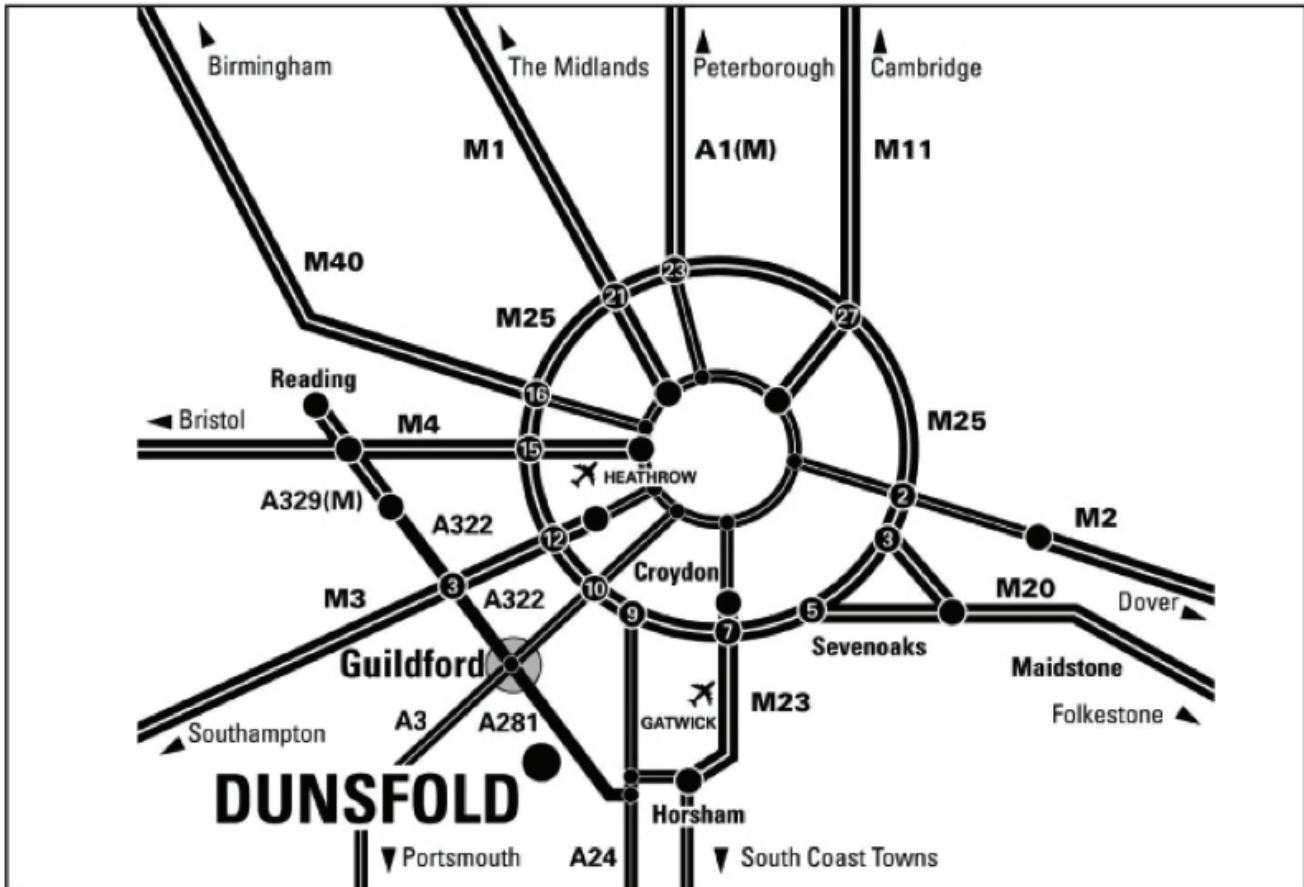 Birmingham
The Midlands
Peterborough
Cambridge
M1
A1(M)
M11
M40
23
21
M25
27
Reading
16
Bristol
M4
M25
15
HEATHROW
A329(M)
A322
2
M2
12
3
Croydon
M3
3
A322
10
9
M20
Dover
5
7
Sevenoaks
Guildford
Maidstone
M23
A3
A281
GATWICK
Folkestone
Southampton
DUNSFOLD
Horsham
Portsmouth
A24
South Coast Towns